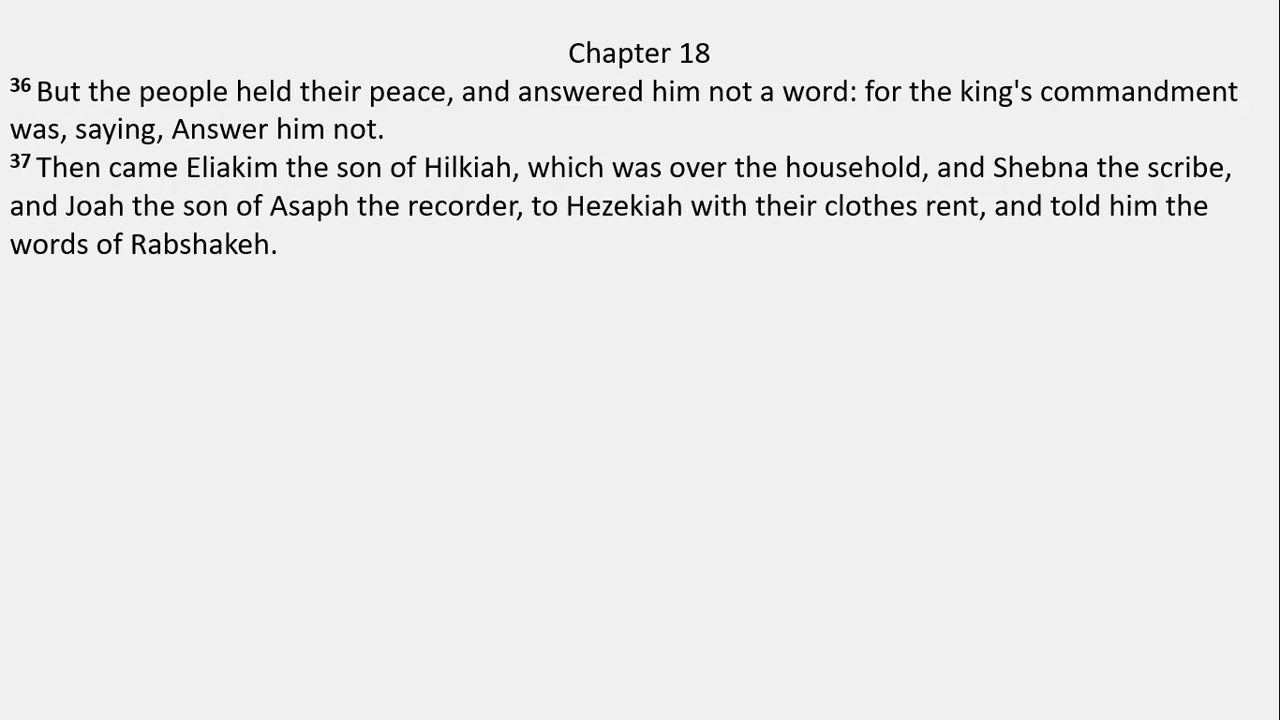 Chapter 18
36 But the people held their peace, and answered him not a word: for the king's commandment
was, saying, Answer him not.
37 Then came Eliakim the son of Hilkiah, which was over the household, and Shebna the scribe,
and Joah the son of Asaph the recorder, to Hezekiah with their clothes rent, and told him the
words of Rabshakeh.